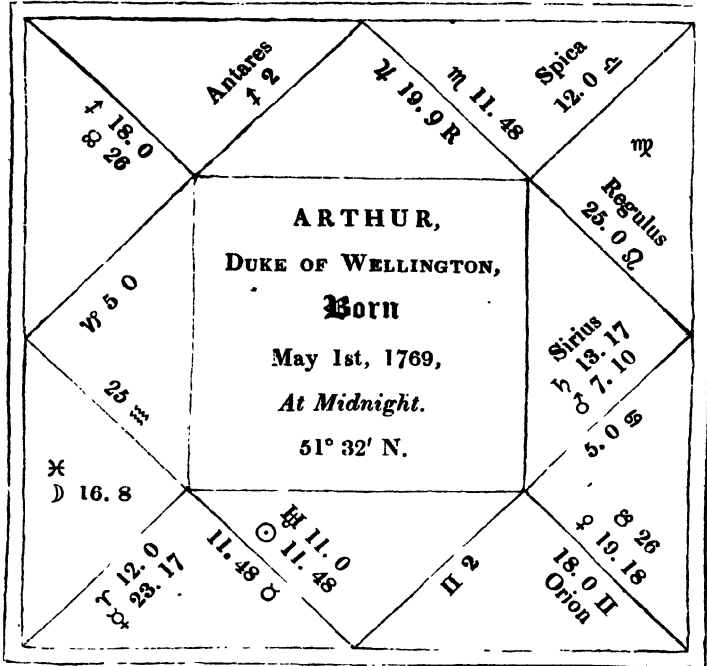 Antares
♐ 2
♐ 18. 0
☊ 26
♃ 19. 9 R
♏ 11. 48
Spica
12. 0 ♎
♍
Regulus
25. 0 ♌
ARTHUR,
DUKE OF WELLINGTON,
Born
May 1st, 1769,
At Midnight.
51° 32′ N.
♑ 5 0
25 ♒
♓
☽ 16. 8
♈ 12. 0
☿ 23. 17
11. 48 ♉
☉ 11. 48
♅ 11. 0
♊ 2
Sirius
♄ 13. 17
♂ 7. 10
5. 0 ♋
☋ 26
♀ 19. 18
18. 0 ♊
Orion